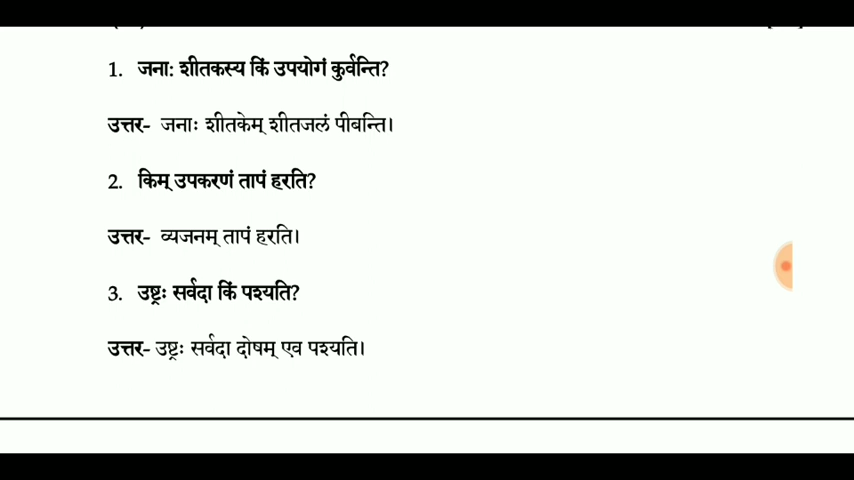 1. जनाः शीतकस्य किं उपयोगं कुर्वन्ति?
उत्तर- जनाः शीतकेम् शीतजलं पीबन्ति।
2. किम् उपकरणं तापं हरति?
उत्तर- व्यजनम् तापं हरति।
3. उष्ट्रः सर्वदा किं पश्यति?
उत्तर- उष्ट्रः सर्वदा दोषम् एव पश्यति।